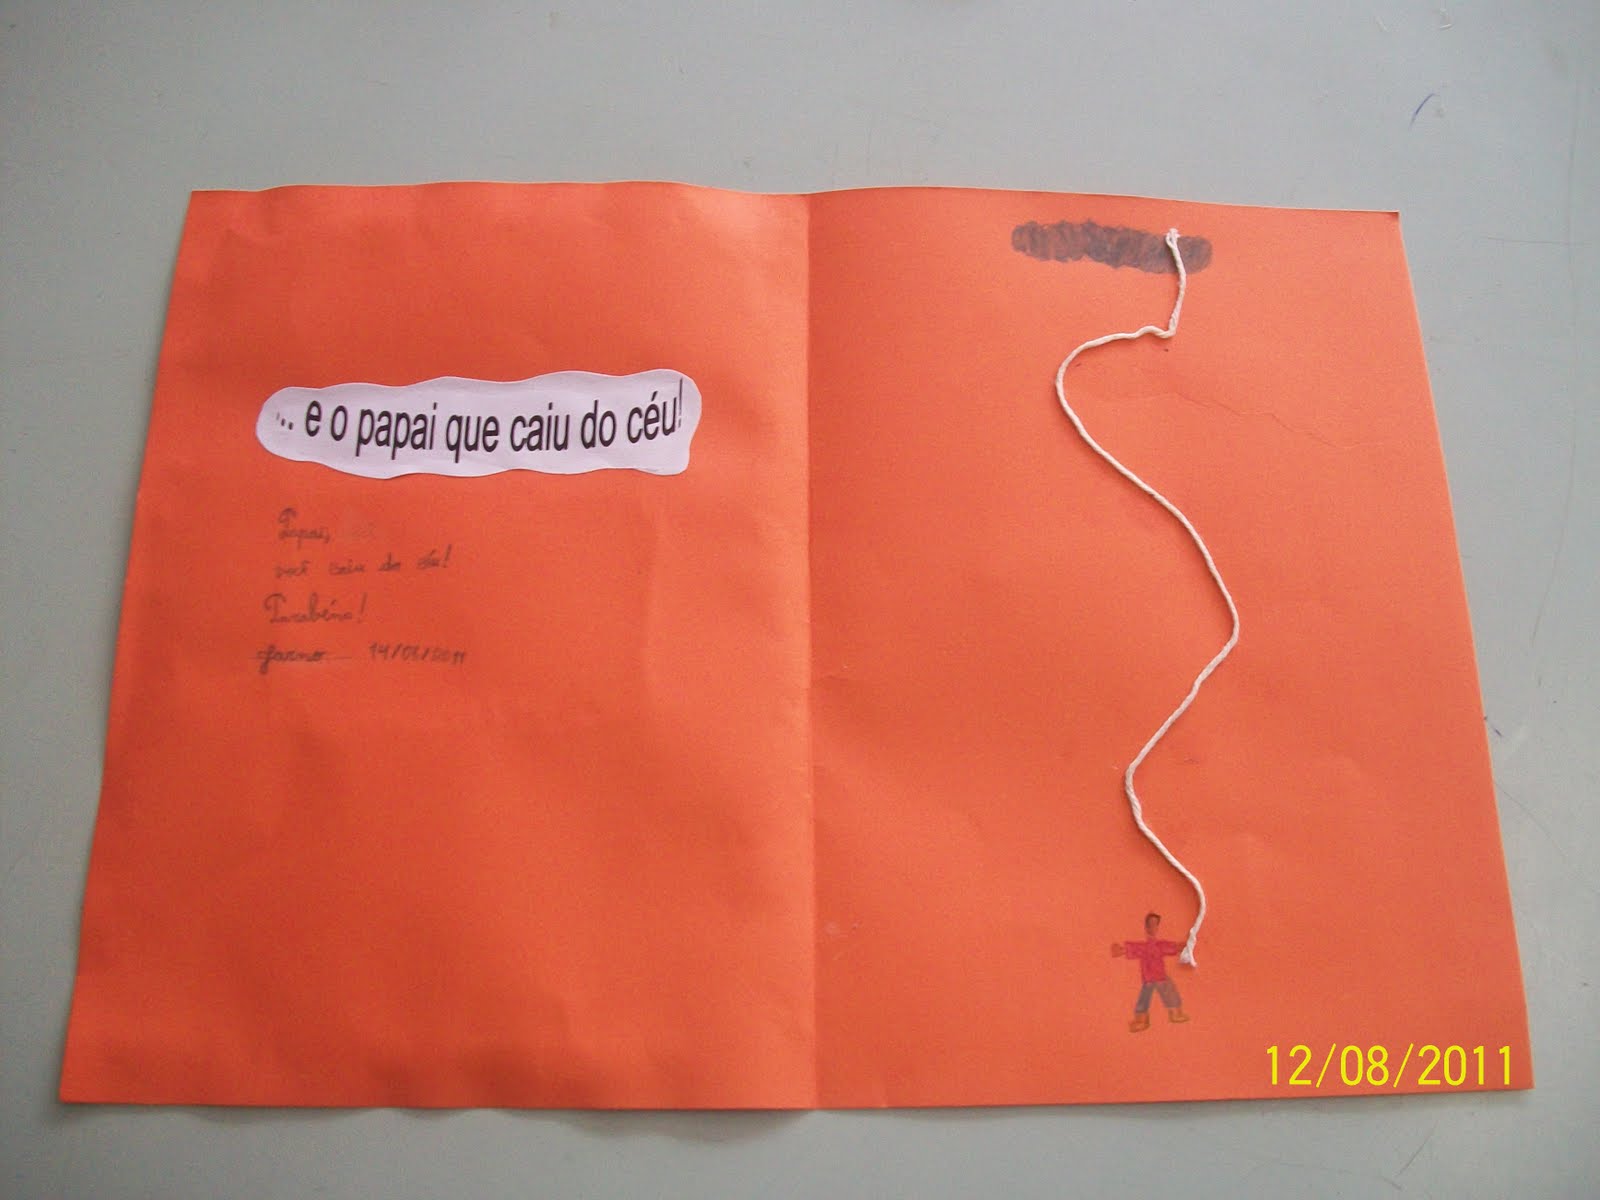 ... e o papai que caiu do céu!
Papai,
você caiu do céu!
Parabéns!
14/08/2011
12/08/2011